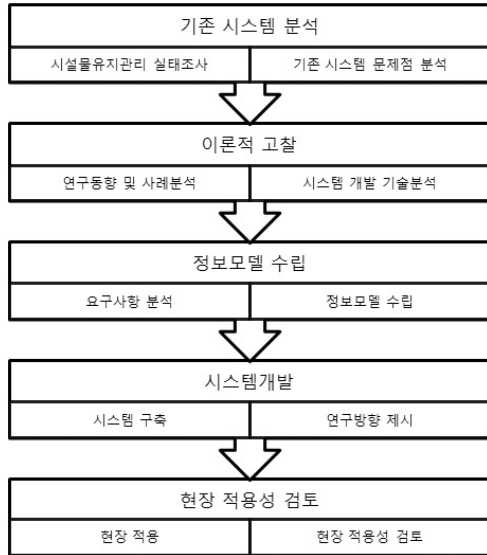 기존 시스템 분석
시설물유지관리 실태조사
기존 시스템 문제점 분석
이론적 고찰
연구동향 및 사례분석
시스템 개발 기술분석
정보모델 수립
요구사항 분석
정보모델 수립
시스템개발
시스템 구축
연구방향 제시
현장 적용성 검토
현장 적용
현장 적용성 검토